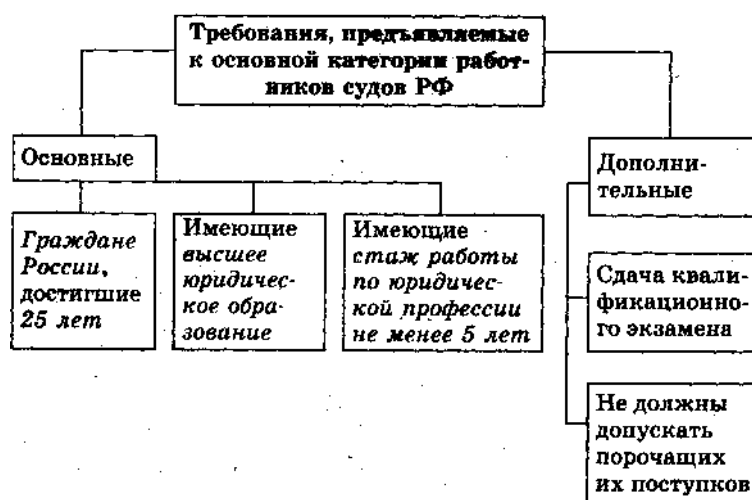 Требования, предъявляемые
к основной категории работ-
ников судов РФ
Основные
Дополни-
тельные
Граждане
России,
достигшие
25 лет
Имеющие
высшее
юридичес-
кое обра-
зование
Имеющие
стаж работы
по юридичес-
кой профессии
не менее 5 лет
Сдача квали-
фикационно-
го экзамена
Не должны
допускать
порочащих
их поступков